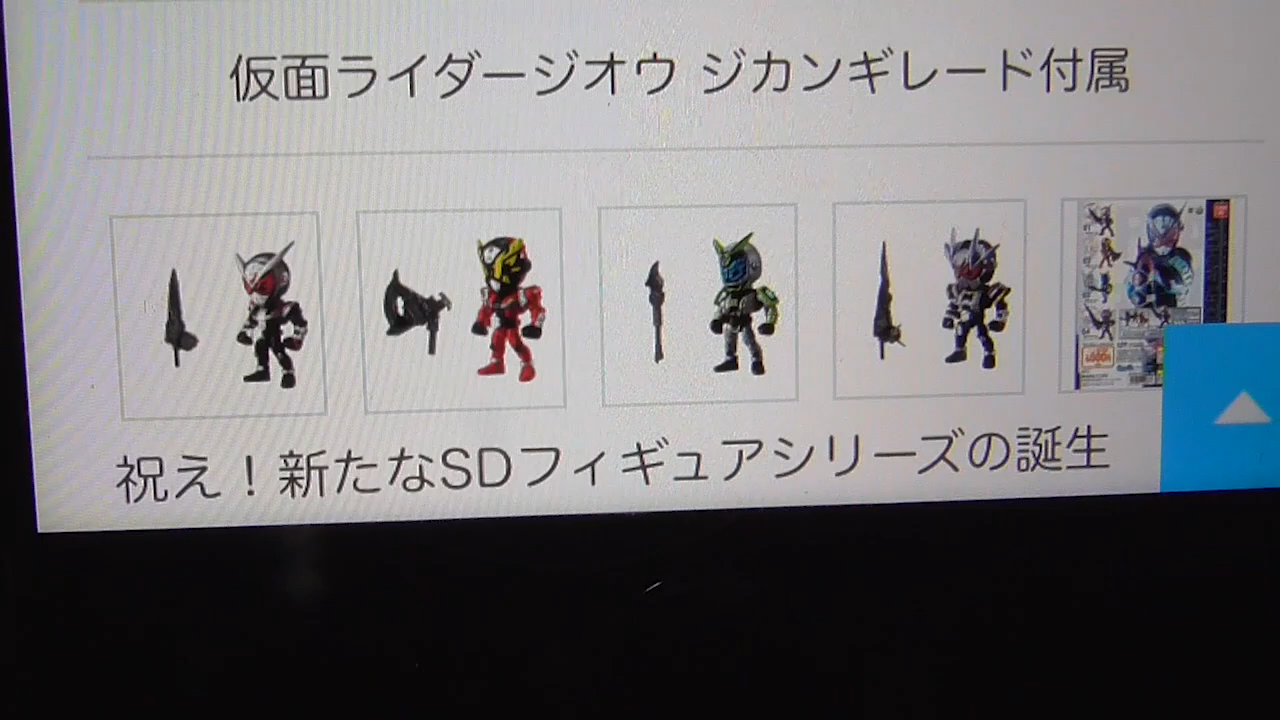 仮面ライダージオウ ジカンギレード付属
祝え！新たなSDフィギュアシリーズの誕生